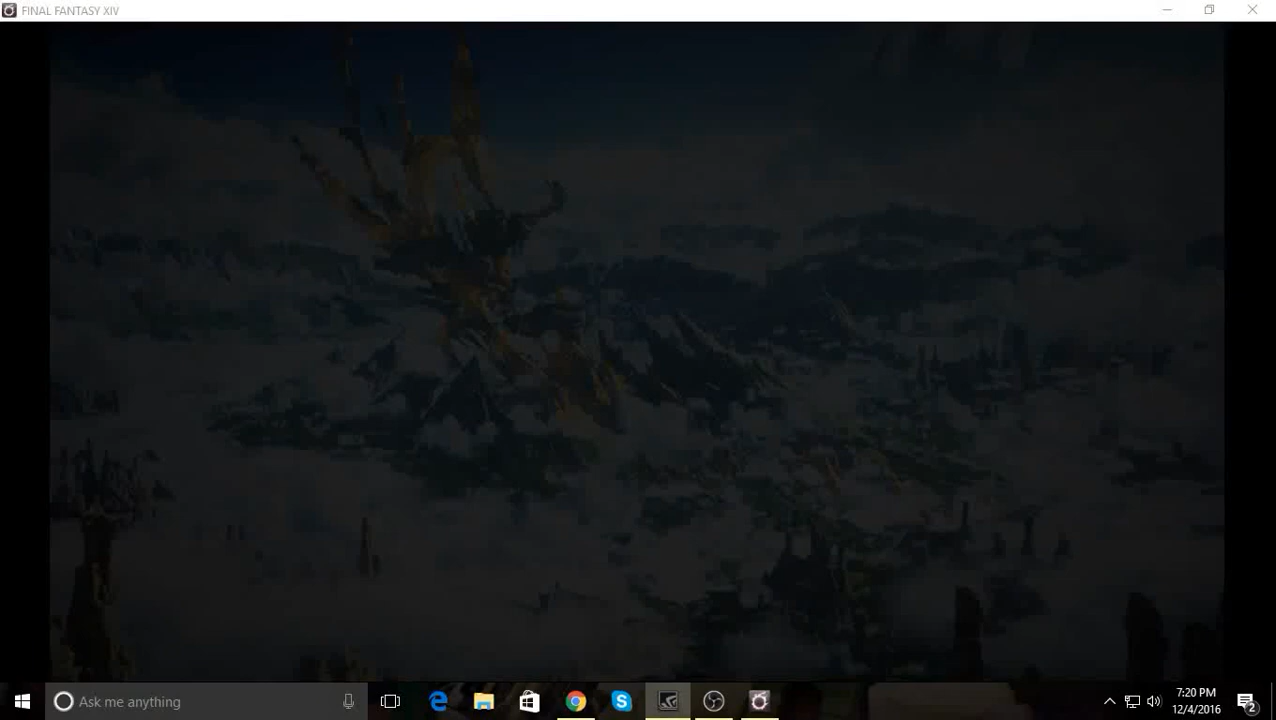 FINAL FANTASY XIV
Ask me anything
7:20 PM
12/4/2016
2